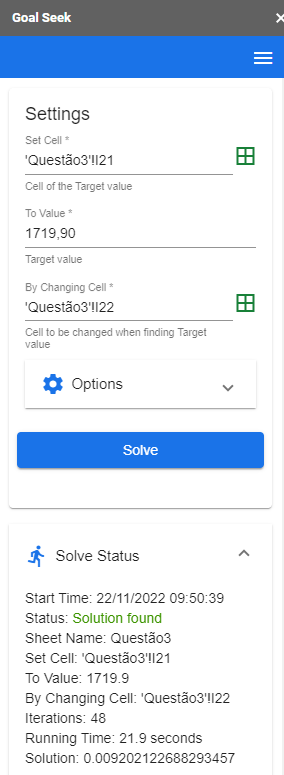 Goal Seek
Settings
Set Cell *
'Questão3'!I21
Cell of the Target value
To Value *
1719,90
Target value
By Changing Cell *
'Questão3'!I22
Cell to be changed when finding Target
value
Options
Solve
Solve Status
Start Time: 22/11/2022 09:50:39
Status: Solution found
Sheet Name: Questão3
Set Cell: 'Questão3'!I21
To Value: 1719.9
By Changing Cell: 'Questão3'!I22
Iterations: 48
Running Time: 21.9 seconds
Solution: 0.009202122688293457